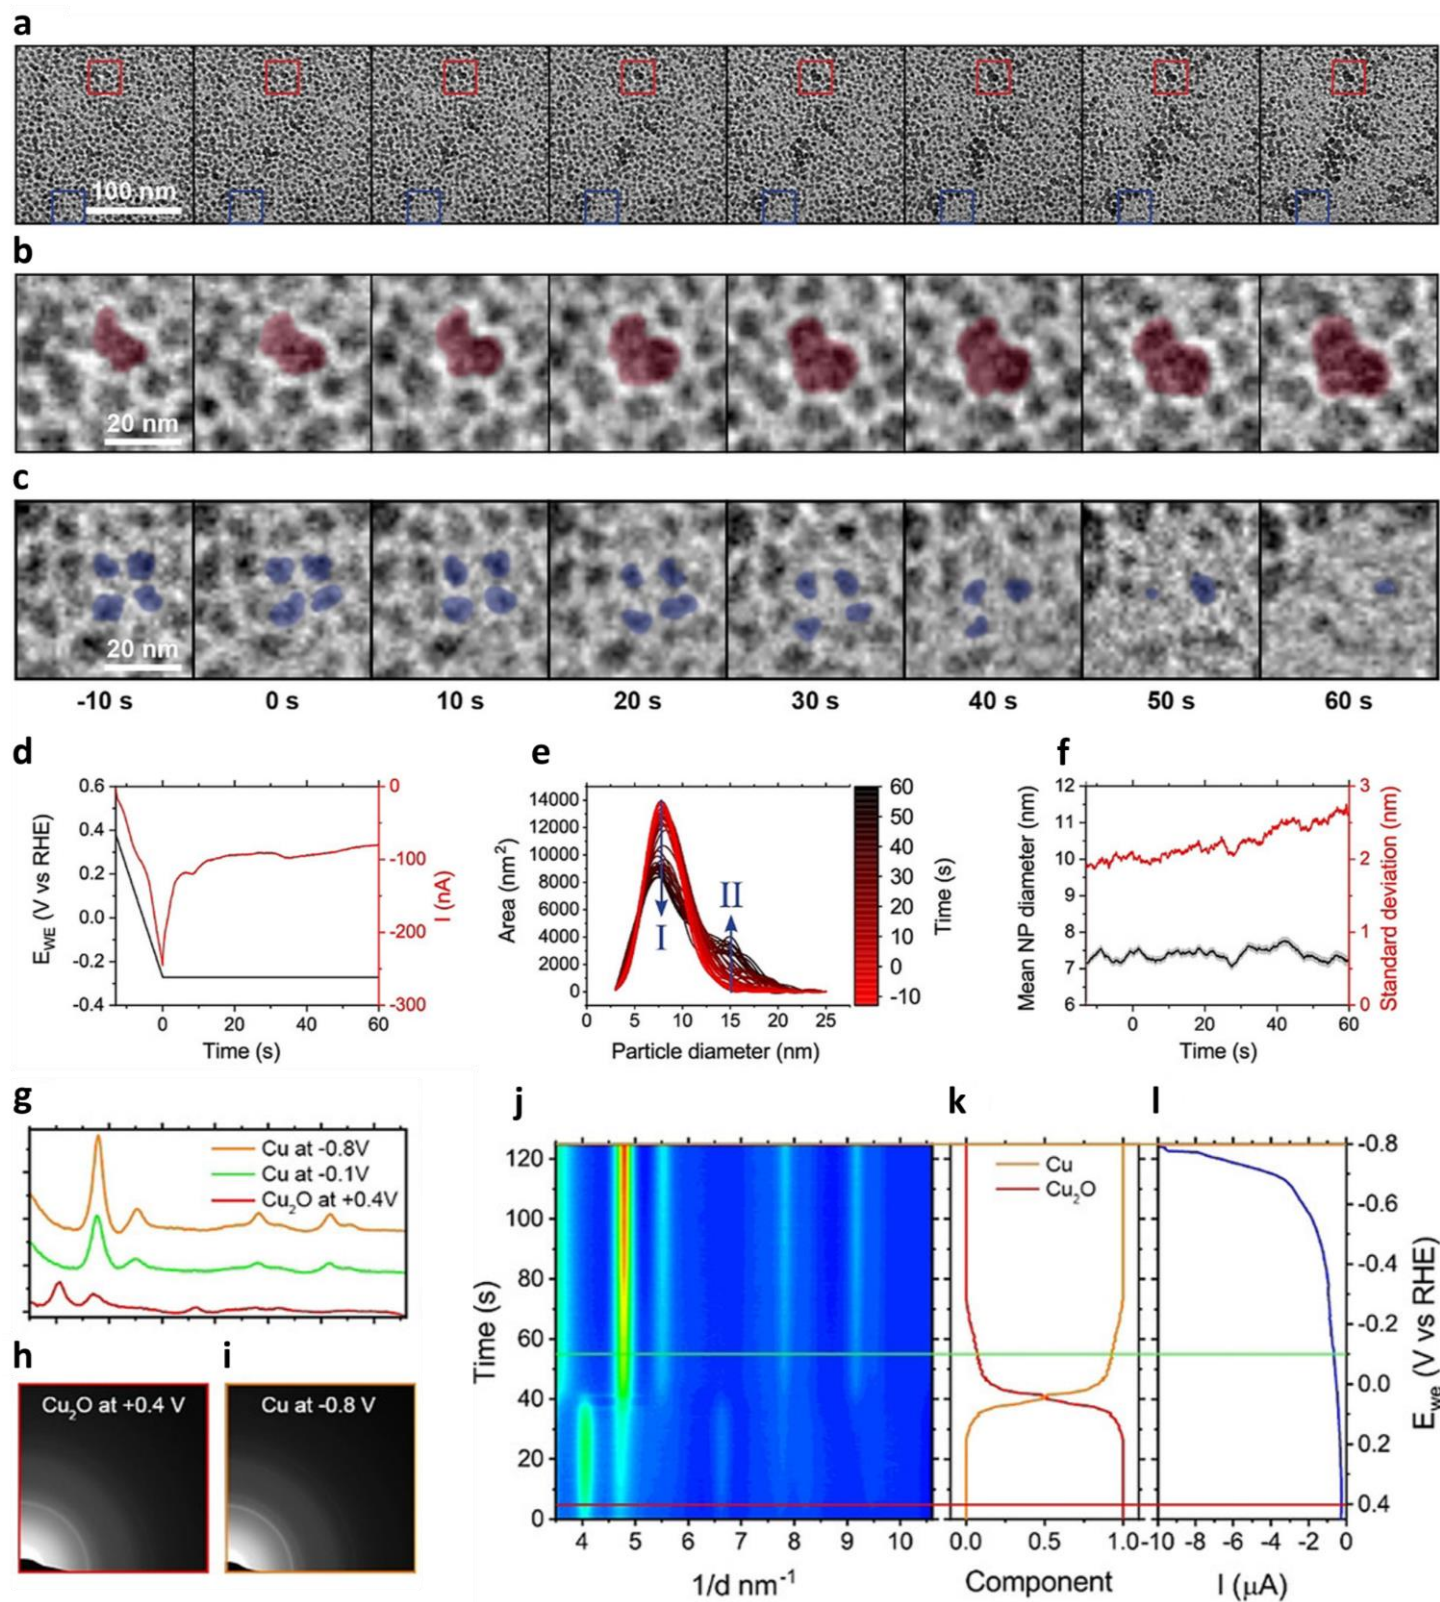 a
100 nm
b
20 nm
c
20 nm
-10 s 0 s 10 s 20 s 30 s 40 s 50 s 60 s
d
0.6
0.4
0.2
0.0
-0.2
-0.4
E_WE (V vs RHE)
0
-100
-200
-300
I (nA)
0 20 40 60
Time (s)
e
14000
12000
10000
8000
6000
4000
2000
0
Area (nm²)
I
II
0 5 10 15 20 25
Particle diameter (nm)
60
50
40
30
20
10
0
-10
Time (s)
f
12
11
10
9
8
7
6
Mean NP diameter (nm)
3
2
1
0
Standard deviation (nm)
0 20 40 60
Time (s)
g
Cu at -0.8V
Cu at -0.1V
Cu₂O at +0.4V
h
Cu₂O at +0.4 V
i
Cu at -0.8 V
j
120
100
80
60
40
20
0
Time (s)
4 5 6 7 8 9 10
1/d nm⁻¹
k
Cu
Cu₂O
0.0 0.5 1.0
Component
l
-10 -8 -6 -4 -2 0
I (µA)
-0.8
-0.6
-0.4
-0.2
0.0
0.2
0.4
E_we (V vs RHE)